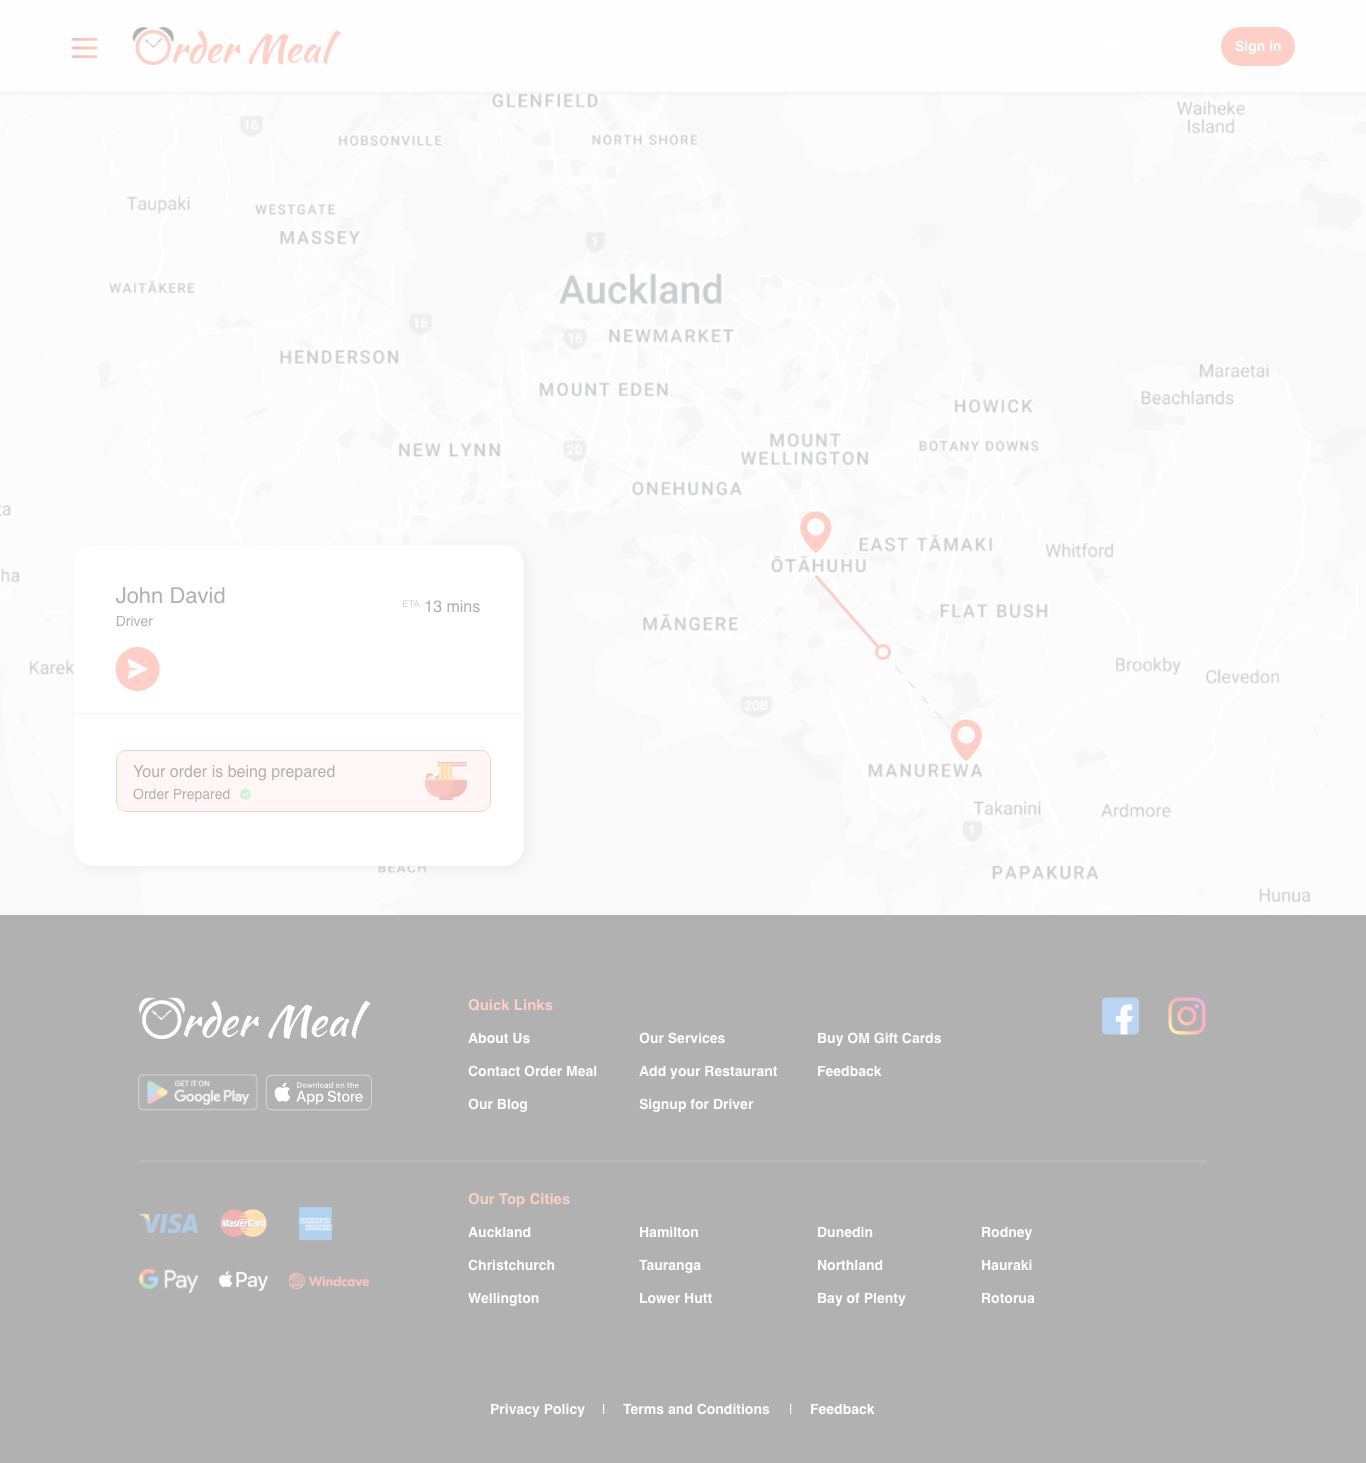 Order Meal
Sign In
GLENFIELD
Waiheke
Island
16
HOBSONVILLE
NORTH SHORE
Taupaki
WESTGATE
MASSEY
1
WAITĀKERE
Auckland
16
16
NEWMARKET
HENDERSON
MOUNT EDEN
Maraetai
Beachlands
HOWICK
MOUNT
WELLINGTON
BOTANY DOWNS
NEW LYNN
20
ONEHUNGA
ta
EAST TĀMAKI
Whitford
ŌTĀHUHU
ha
John David
ETA 13 mins
Driver
FLAT BUSH
MĀNGERE
Karek
Brookby
Clevedon
20B
MANUREWA
Your order is being prepared
Order Prepared
Takanini
Ardmore
1
BEACH
PAPAKURA
Hunua
Order Meal
GET IT ON
Google Play
Download on the
App Store
Quick Links
About Us
Our Services
Buy OM Gift Cards
Contact Order Meal
Add your Restaurant
Feedback
Our Blog
Signup for Driver
VISA
MasterCard
AMERICAN
EXPRESS
G Pay
Pay
Windcave
Our Top Cities
Auckland
Hamilton
Dunedin
Rodney
Christchurch
Tauranga
Northland
Hauraki
Wellington
Lower Hutt
Bay of Plenty
Rotorua
Privacy Policy | Terms and Conditions | Feedback